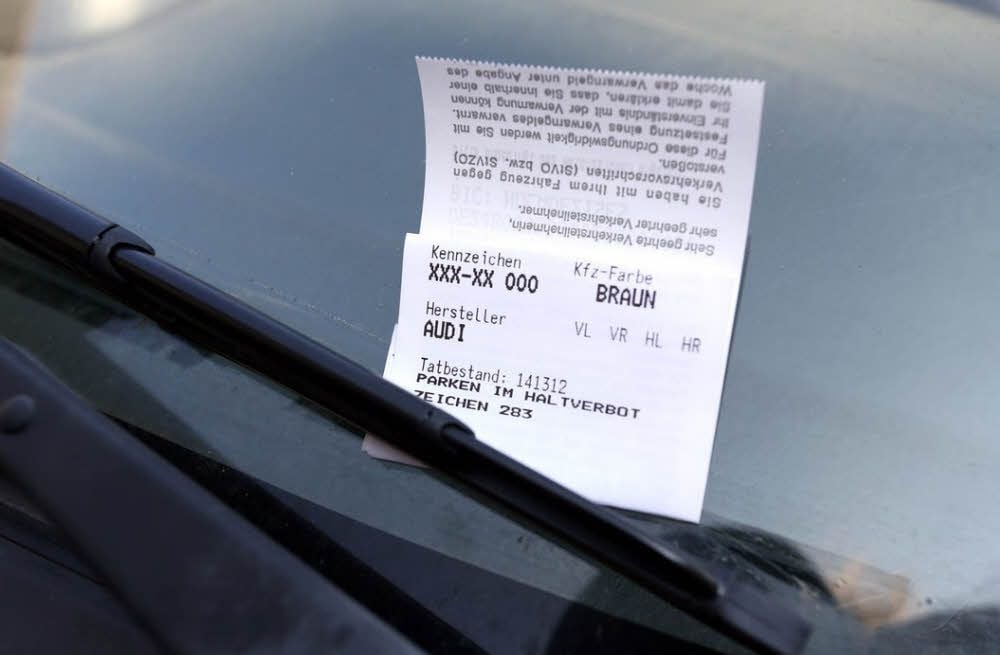 Sehr geehrte Verkehrsteilnehmerin,
sehr geehrter Verkehrsteilnehmer.
Sie haben mit Ihrem Fahrzeug gegen
Verkehrsvorschriften (StVO bzw. StVZO)
verstoßen.
Für diese Ordnungswidrigkeit werden Sie mit
Festsetzung eines Verwarngeldes verwarnt.
Ihr Einverständnis mit der Verwarnung können
Sie damit erklären, dass Sie innerhalb einer
Woche das Verwarngeld unter Angabe des
Kennzeichen Kfz-Farbe
XXX-XX 000 BRAUN
Hersteller
AUDI VL VR HL HR
Tatbestand: 141312
PARKEN IM HALTVERBOT
ZEICHEN 283